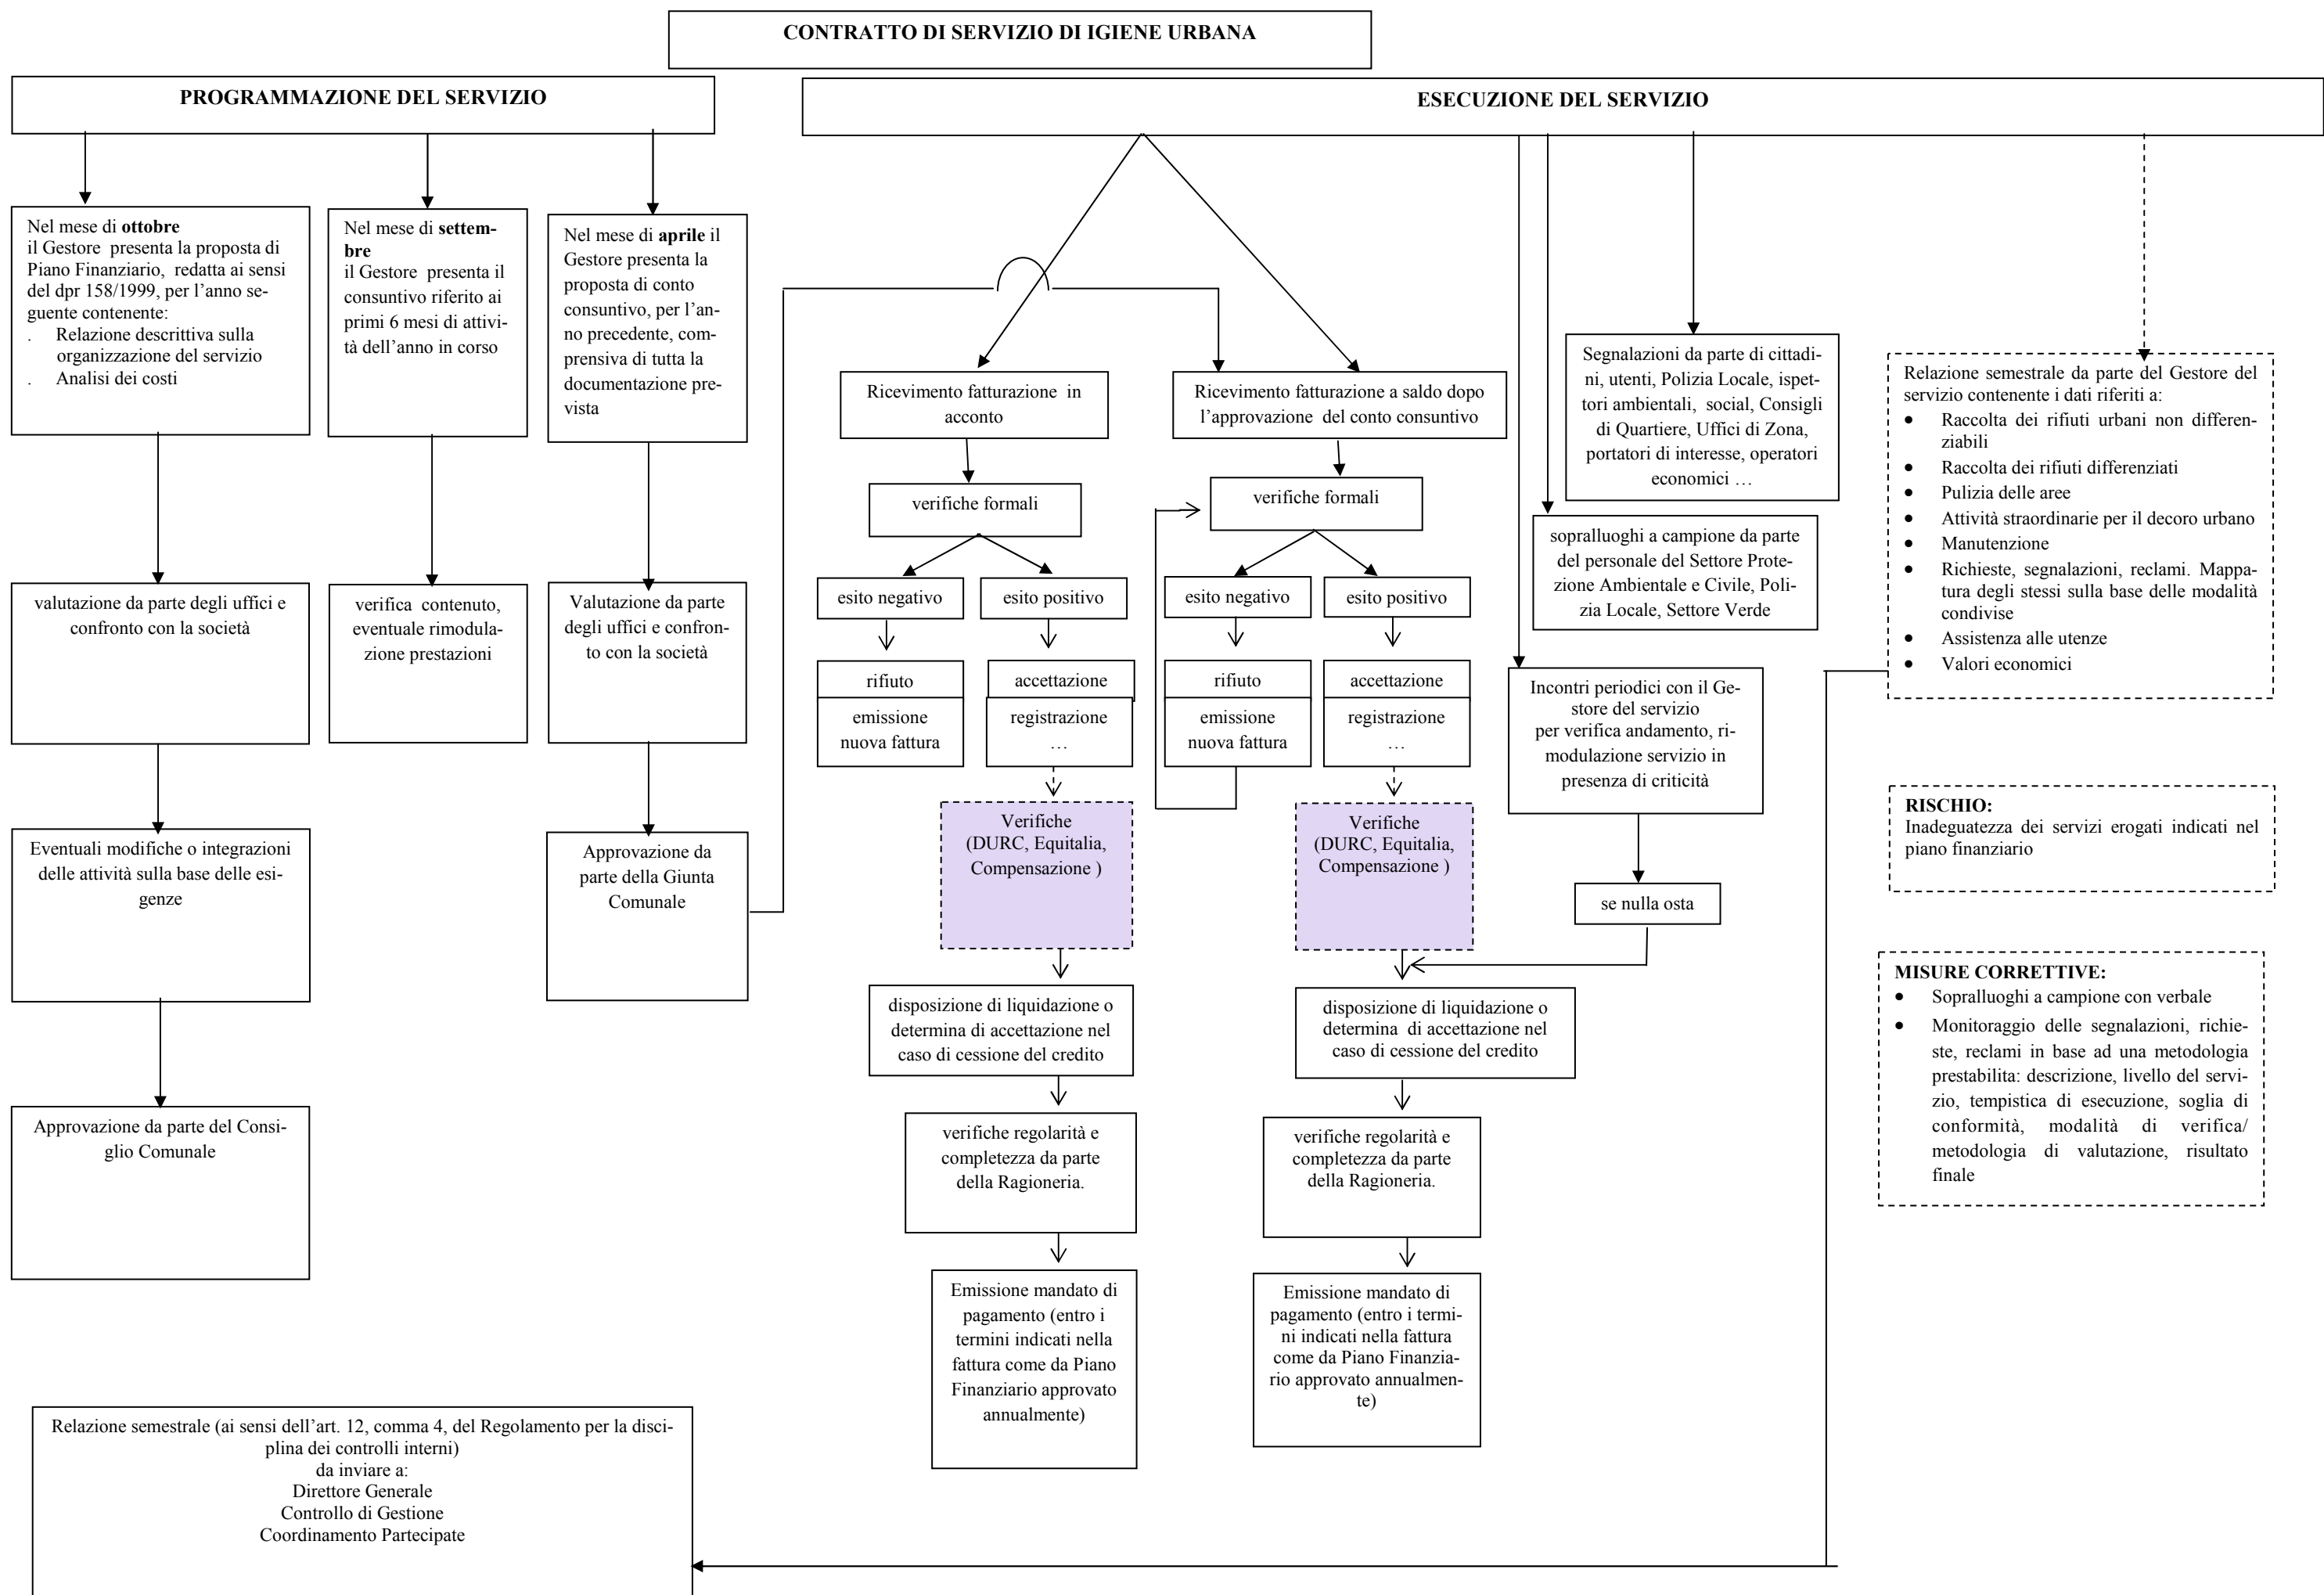 CONTRATTO DI SERVIZIO DI IGIENE URBANA
PROGRAMMAZIONE DEL SERVIZIO
ESECUZIONE DEL SERVIZIO
Nel mese di ottobre
il Gestore presenta la proposta di
Piano Finanziario, redatta ai sensi
del dpr 158/1999, per l’anno se-
guente contenente:
. Relazione descrittiva sulla
organizzazione del servizio
. Analisi dei costi
Nel mese di settem-
bre
il Gestore presenta il
consuntivo riferito ai
primi 6 mesi di attivi-
tà dell’anno in corso
Nel mese di aprile il
Gestore presenta la
proposta di conto
consuntivo, per l’an-
no precedente, com-
prensiva di tutta la
documentazione pre-
vista
valutazione da parte degli uffici e
confronto con la società
verifica contenuto,
eventuale rimodula-
zione prestazioni
Valutazione da parte
degli uffici e confron-
to con la società
Eventuali modifiche o integrazioni
delle attività sulla base delle esi-
genze
Approvazione da
parte della Giunta
Comunale
Approvazione da parte del Consi-
glio Comunale
Ricevimento fatturazione in
acconto
verifiche formali
esito negativo
esito positivo
rifiuto
emissione
nuova fattura
accettazione
registrazione
…
Verifiche
(DURC, Equitalia,
Compensazione )
disposizione di liquidazione o
determina di accettazione nel
caso di cessione del credito
verifiche regolarità e
completezza da parte
della Ragioneria.
Emissione mandato di
pagamento (entro i
termini indicati nella
fattura come da Piano
Finanziario approvato
annualmente)
Ricevimento fatturazione a saldo dopo
l’approvazione del conto consuntivo
verifiche formali
esito negativo
esito positivo
rifiuto
emissione
nuova fattura
accettazione
registrazione
…
Verifiche
(DURC, Equitalia,
Compensazione )
disposizione di liquidazione o
determina di accettazione nel
caso di cessione del credito
verifiche regolarità e
completezza da parte
della Ragioneria.
Emissione mandato di
pagamento (entro i termi-
ni indicati nella fattura
come da Piano Finanzia-
rio approvato annualmen-
te)
Segnalazioni da parte di cittadi-
ni, utenti, Polizia Locale, ispet-
tori ambientali, social, Consigli
di Quartiere, Uffici di Zona,
portatori di interesse, operatori
economici …
sopralluoghi a campione da parte
del personale del Settore Prote-
zione Ambientale e Civile, Poli-
zia Locale, Settore Verde
Incontri periodici con il Ge-
store del servizio
per verifica andamento, ri-
modulazione servizio in
presenza di criticità
se nulla osta
Relazione semestrale da parte del Gestore del
servizio contenente i dati riferiti a:
• Raccolta dei rifiuti urbani non differen-
ziabili
• Raccolta dei rifiuti differenziati
• Pulizia delle aree
• Attività straordinarie per il decoro urbano
• Manutenzione
• Richieste, segnalazioni, reclami. Mappa-
tura degli stessi sulla base delle modalità
condivise
• Assistenza alle utenze
• Valori economici
RISCHIO:
Inadeguatezza dei servizi erogati indicati nel
piano finanziario
MISURE CORRETTIVE:
• Sopralluoghi a campione con verbale
• Monitoraggio delle segnalazioni, richie-
ste, reclami in base ad una metodologia
prestabilita: descrizione, livello del servi-
zio, tempistica di esecuzione, soglia di
conformità, modalità di verifica/
metodologia di valutazione, risultato
finale
Relazione semestrale (ai sensi dell’art. 12, comma 4, del Regolamento per la disci-
plina dei controlli interni)
da inviare a:
Direttore Generale
Controllo di Gestione
Coordinamento Partecipate